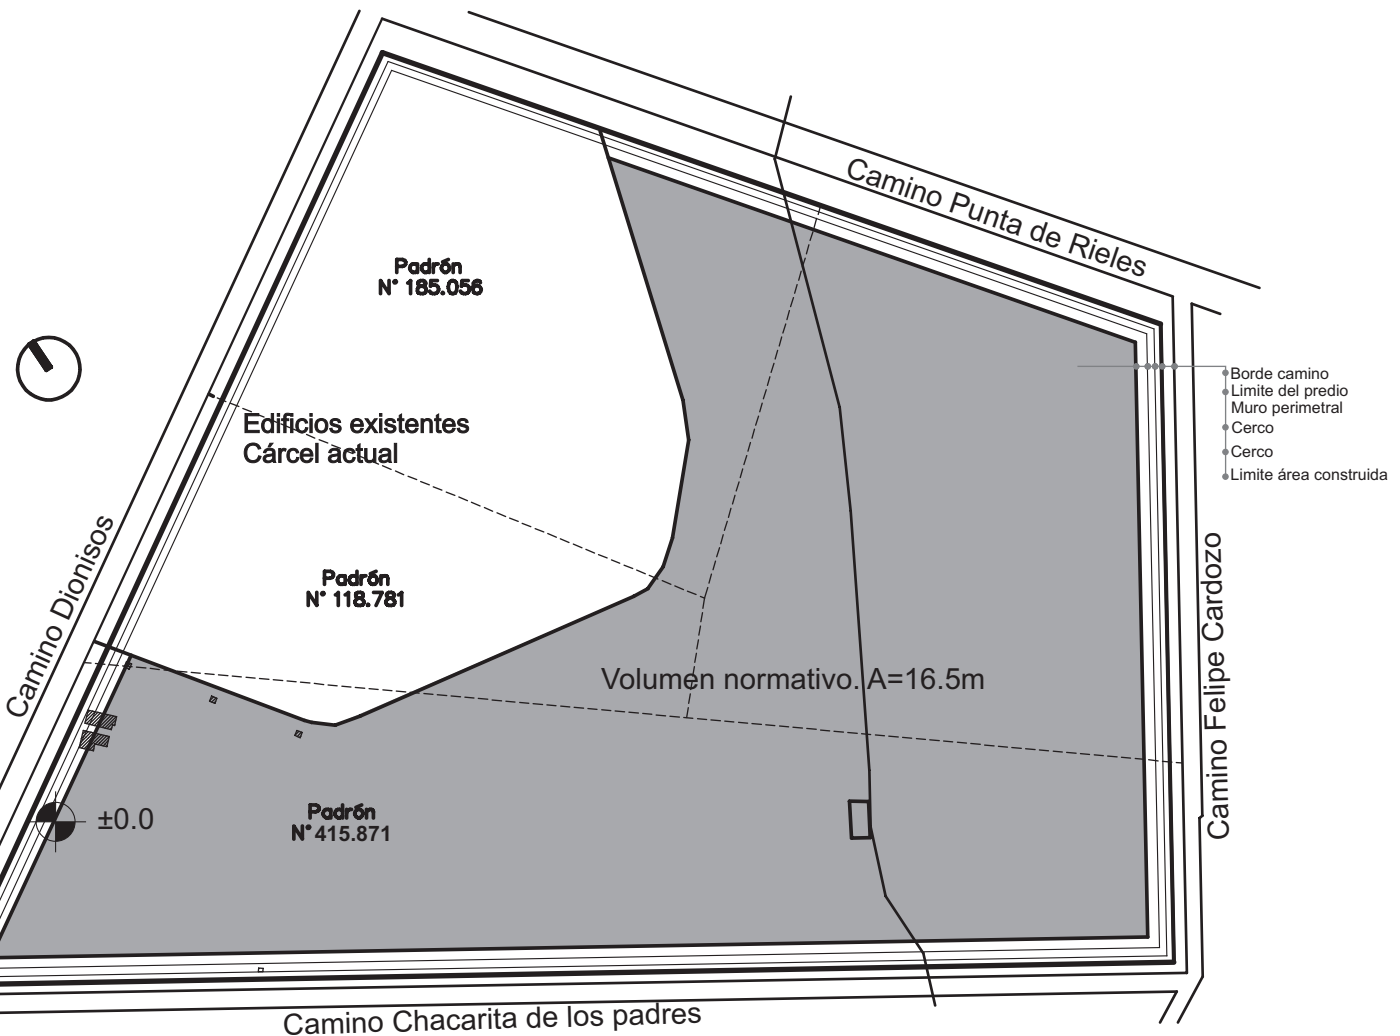 Camino Punta de Rieles
Padrón
N° 185.056
Borde camino
Limite del predio
Muro perimetral
Cerco
Cerco
Limite área construida
Edificios existentes
Cárcel actual
Camino Dionisos
Padrón
N° 118.781
Camino Felipe Cardozo
Volumen normativo. A=16.5m
±0.0
Padrón
N° 415.871
Camino Chacarita de los padres